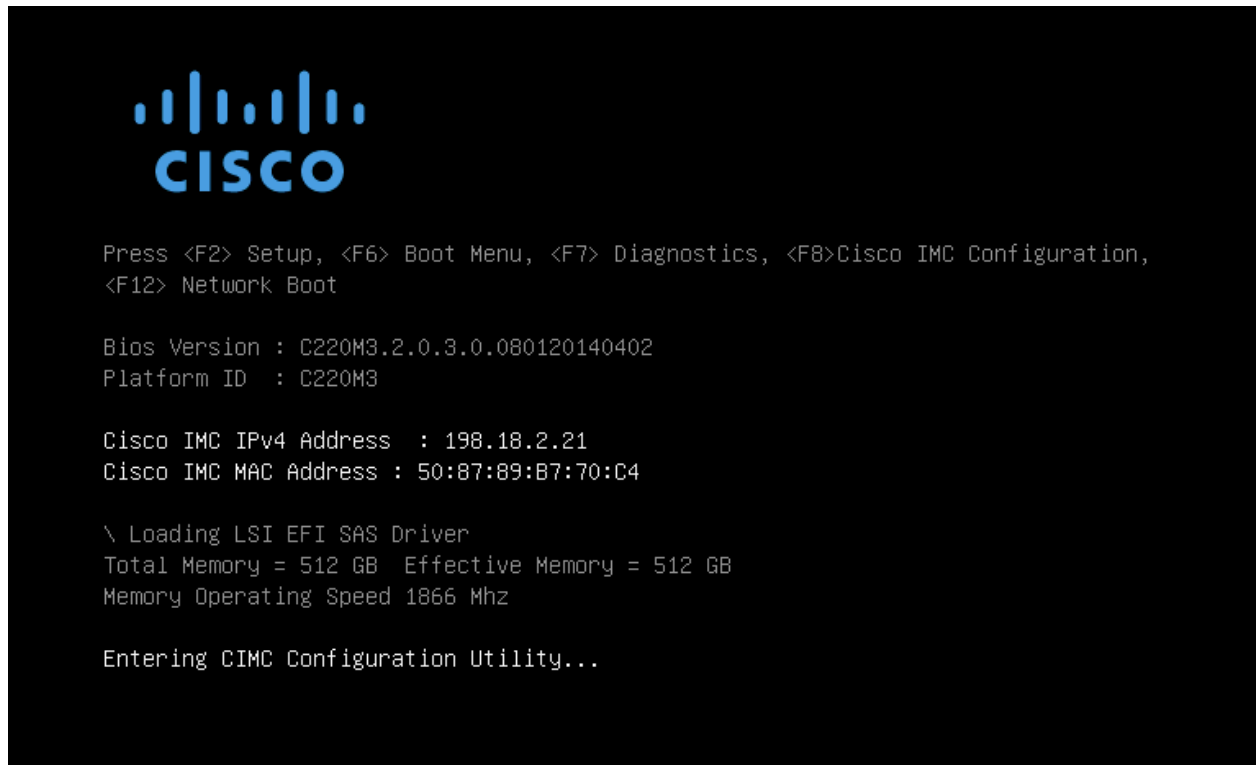 CISCO
Press <F2> Setup, <F6> Boot Menu, <F7> Diagnostics, <F8>Cisco IMC Configuration,
<F12> Network Boot
Bios Version : C220M3.2.0.3.0.080120140402
Platform ID  : C220M3
Cisco IMC IPv4 Address  : 198.18.2.21
Cisco IMC MAC Address : 50:87:89:B7:70:C4
\ Loading LSI EFI SAS Driver
Total Memory = 512 GB  Effective Memory = 512 GB
Memory Operating Speed 1866 Mhz
Entering CIMC Configuration Utility...